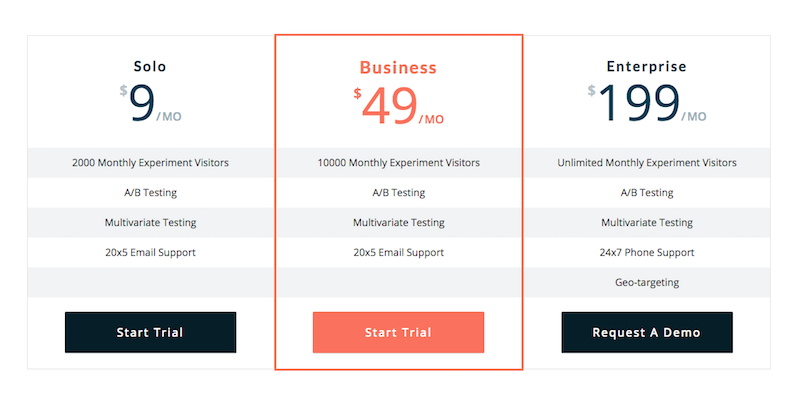 Solo
$9/MO
2000 Monthly Experiment Visitors
A/B Testing
Multivariate Testing
20x5 Email Support
Start Trial
Business
$49/MO
10000 Monthly Experiment Visitors
A/B Testing
Multivariate Testing
20x5 Email Support
Start Trial
Enterprise
$199/MO
Unlimited Monthly Experiment Visitors
A/B Testing
Multivariate Testing
24x7 Phone Support
Geo-targeting
Request A Demo